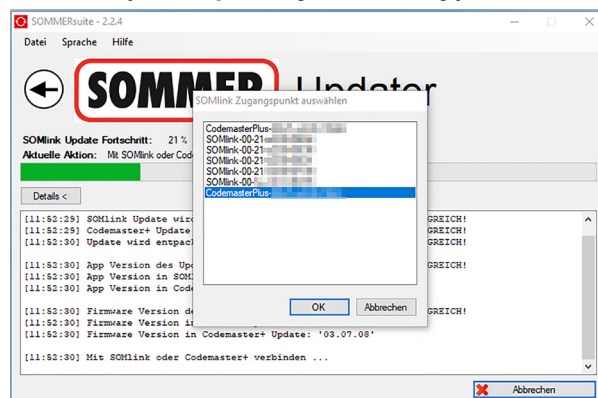 SOMMERsuite - 2.2.4
Datei Sprache Hilfe
SOMMER Updater
SOMlink Update Fortschritt: 21 %
Aktuelle Aktion: Mit SOMlink oder Code
Details <
[11:52:29] SOMlink Update wird GREICH!
[11:52:29] Codemaster+ Update GREICH!
[11:52:30] Update wird entpac GREICH!
[11:52:30] App Version des Upd GREICH!
[11:52:30] App Version in SOM
[11:52:30] App Version in Code
[11:52:30] Firmware Version de GREICH!
[11:52:30] Firmware Version in
[11:52:30] Firmware Version in Codemaster+ Update: '03.07.08'
[11:52:30] Mit SOMlink oder Codemaster+ verbinden ...
Abbrechen
SOMlink Zugangspunkt auswählen
CodemasterPlus-
SOMlink-00-21
SOMlink-00-21
SOMlink-00-21
SOMlink-00-21
SOMlink-00-
CodemasterPlus-
OK Abbrechen